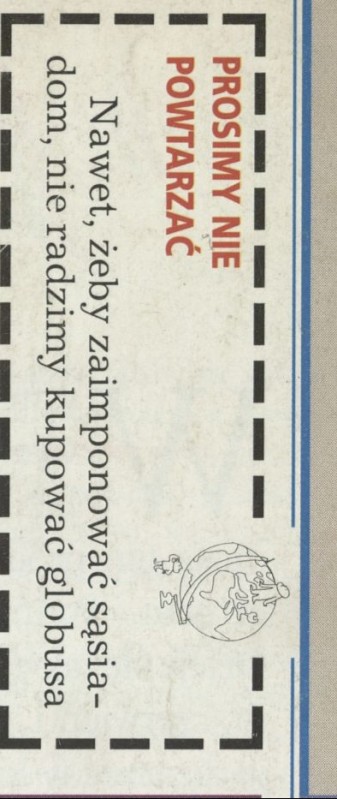 PROSIMY NIE
POWTARZAĆ
Nawet, żeby zaimponować sąsia-
dom, nie radzimy kupować globusa